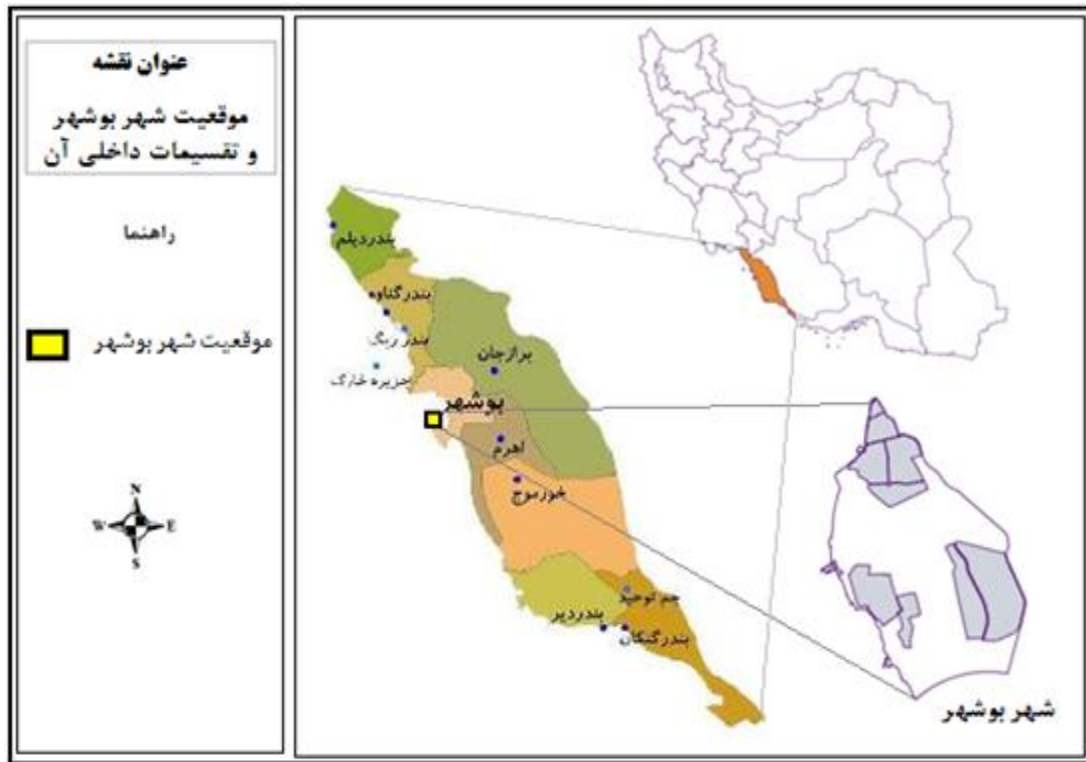 عنوان نقشه
موقعیت شهر بوشهر
و تقسیمات داخلی آن
راهنما
موقعیت شهر بوشهر
N
W E
S
بندردیلم
بندرگناوه
بندر ریگ
جزیره خارک
برازجان
بوشهر
اهرم
خورموج
جم توحید
بندردیر
بندرکنگان
شهر بوشهر